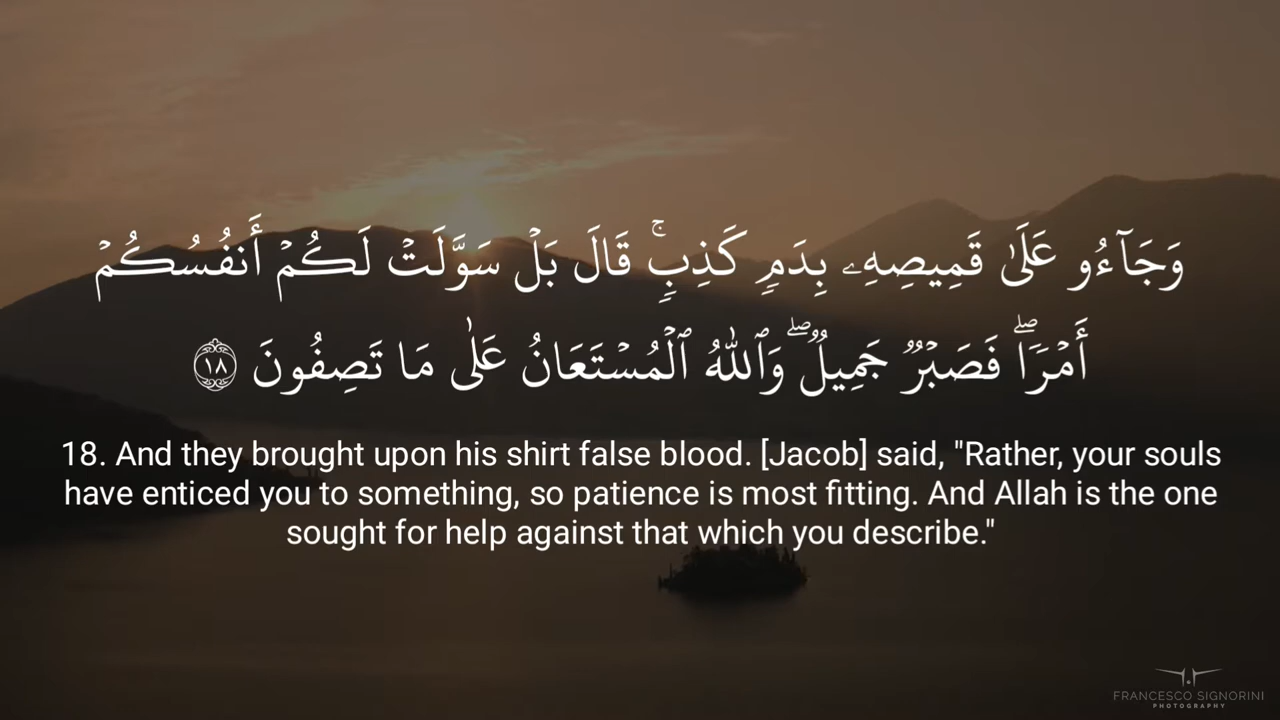 وَجَآءُو عَلَىٰ قَمِيصِهِۦ بِدَمٍۢ كَذِبٍۢ ۚ قَالَ بَلْ سَوَّلَتْ لَكُمْ أَنفُسُكُمْ
أَمْرًۭا ۖ فَصَبْرٌۭ جَمِيلٌۭ ۖ وَٱللَّهُ ٱلْمُسْتَعَانُ عَلَىٰ مَا تَصِفُونَ ١٨
18. And they brought upon his shirt false blood. [Jacob] said, "Rather, your souls
have enticed you to something, so patience is most fitting. And Allah is the one
sought for help against that which you describe."
FRANCESCO SIGNORINI
PHOTOGRAPHY